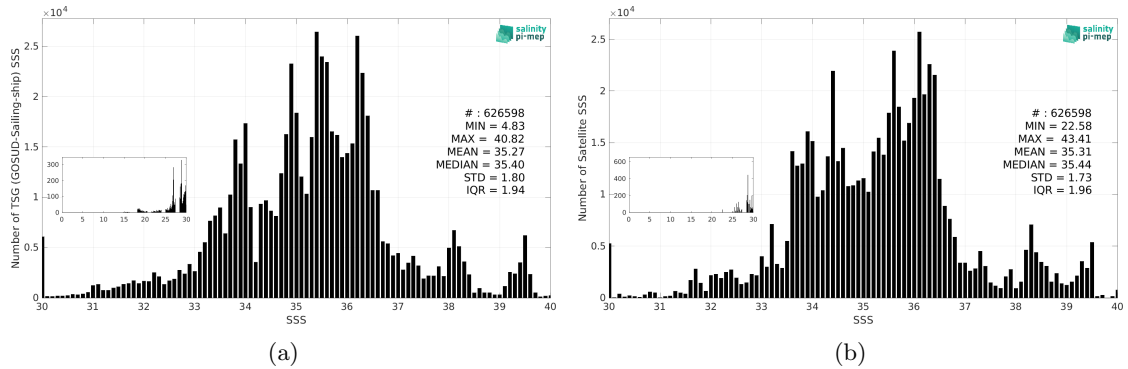 ×10⁴
salinity
pi-mep
# : 626598
MIN = 4.83
MAX = 40.82
MEAN = 35.27
MEDIAN = 35.40
STD = 1.80
IQR = 1.94
Number of TSG (GOSUD-Sailing-ship) SSS
2.5
2
1.5
1
0.5
0
300
200
100
0
0 5 10 15 20 25 30
30 31 32 33 34 35 36 37 38 39 40
SSS
(a)
×10⁴
salinity
pi-mep
# : 626598
MIN = 22.58
MAX = 43.41
MEAN = 35.31
MEDIAN = 35.44
STD = 1.73
IQR = 1.96
Number of Satellite SSS
2.5
2
1.5
1
0.5
0
600
400
200
0
0 5 10 15 20 25 30
30 31 32 33 34 35 36 37 38 39 40
SSS
(b)